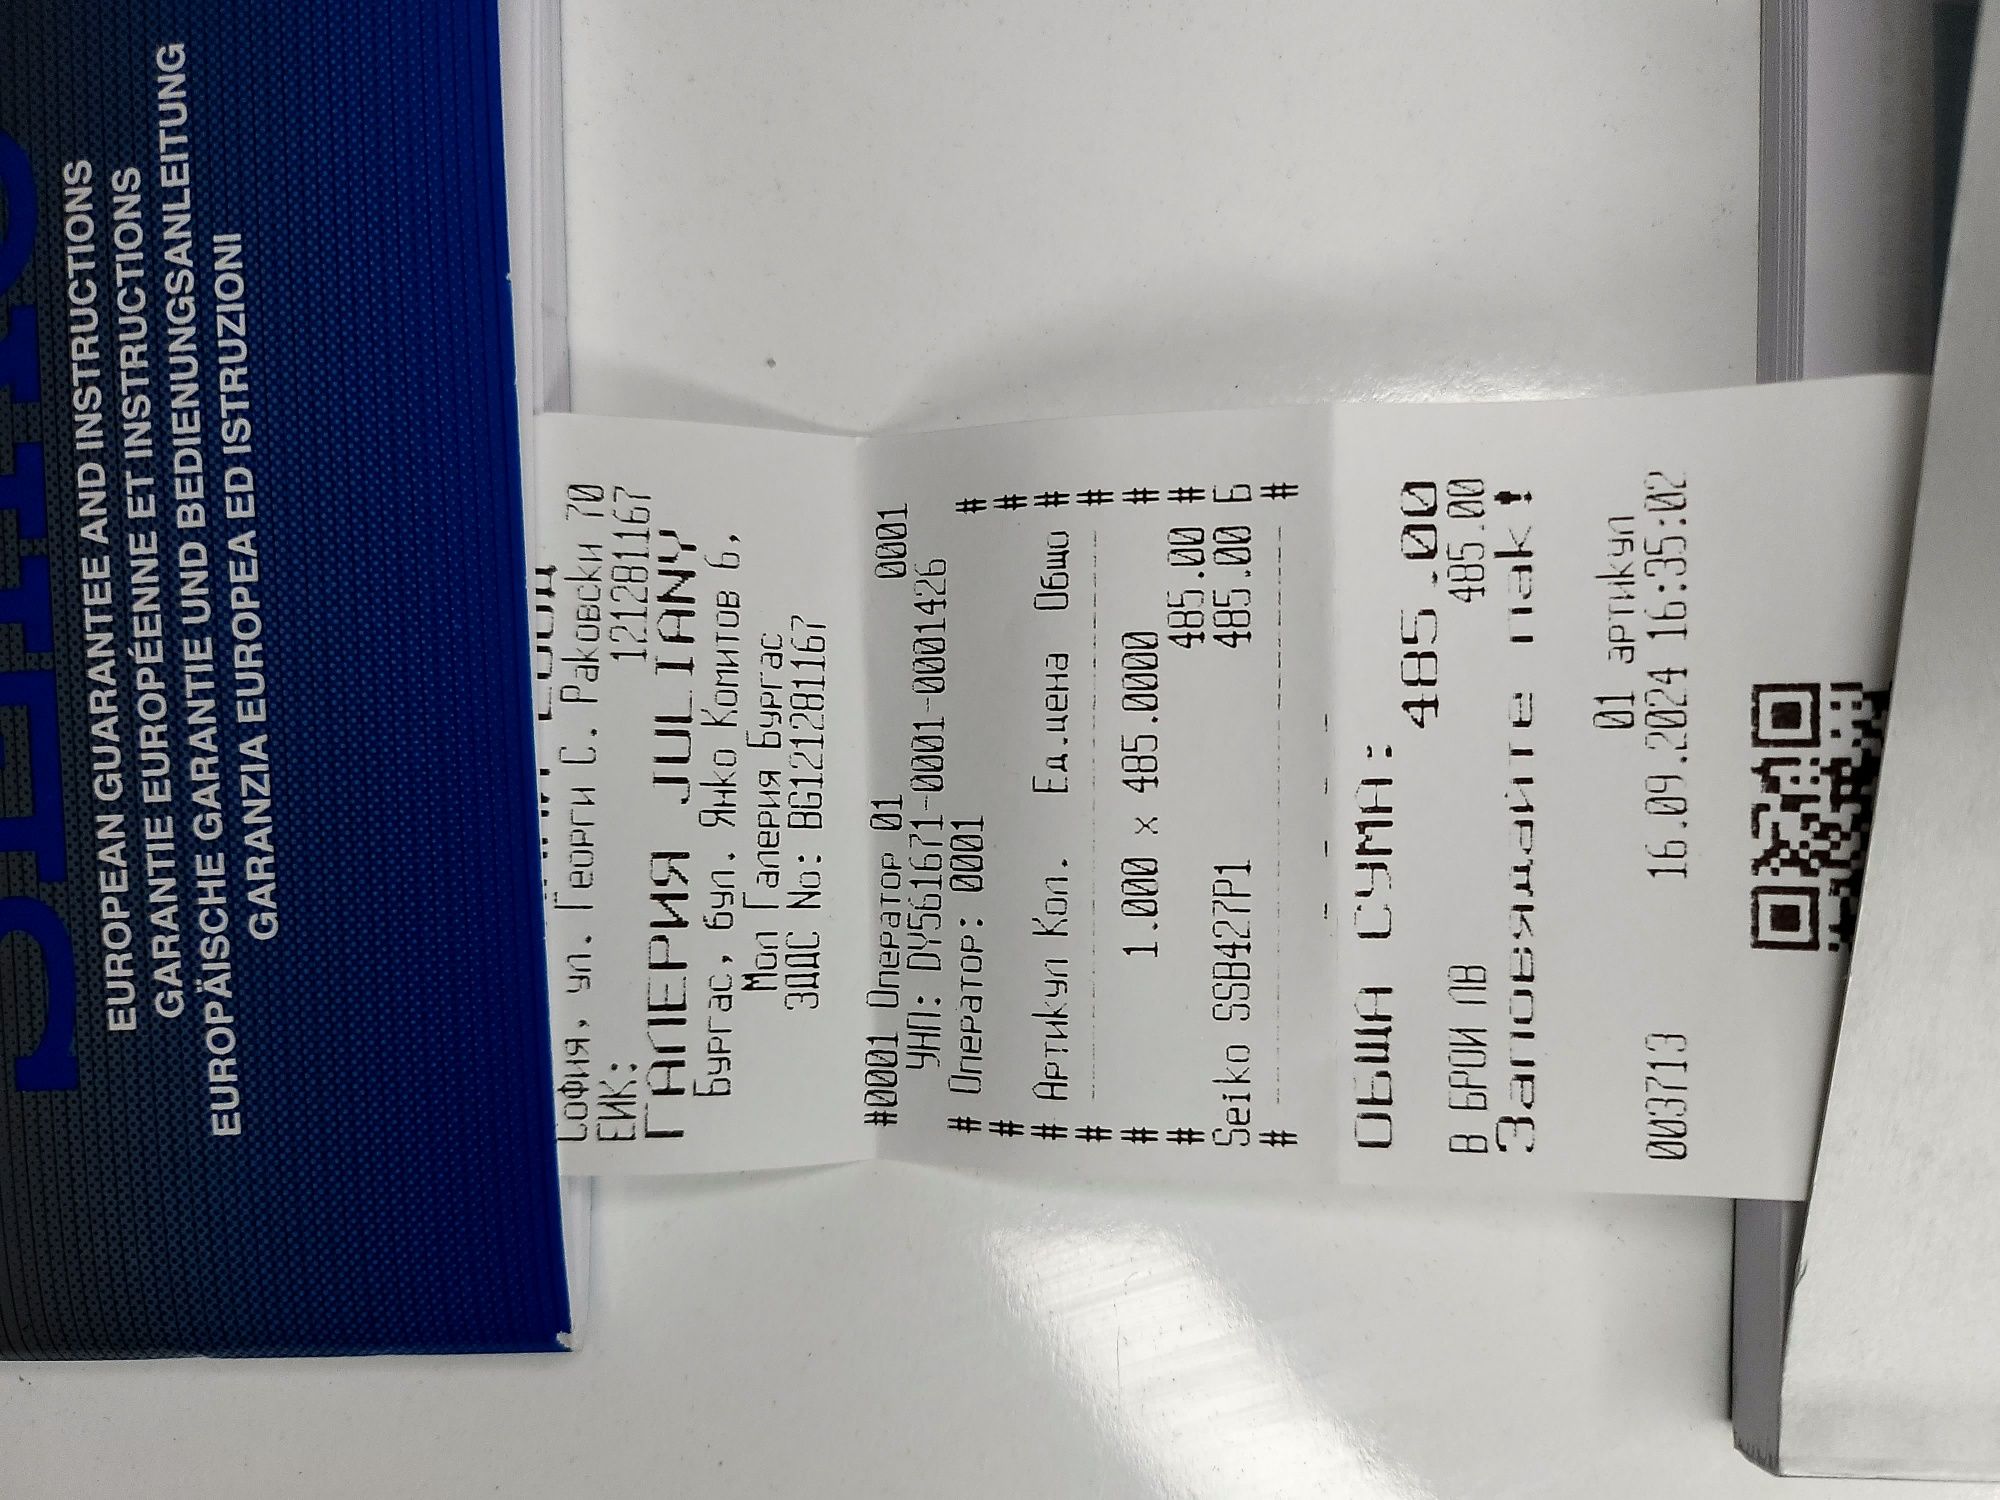 EUROPEAN GUARANTEE AND INSTRUCTIONS
GARANTIE EUROPÉENNE ET INSTRUCTIONS
EUROPÄISCHE GARANTIE UND BEDIENUNGSANLEITUNG
GARANZIA EUROPEA ED ISTRUZIONI
София, ул. Георги С. Раковски 70
ЕИК: 121281167
ГАЛЕРИЯ JULIANY
Бургас, бул. Янко Комитов 6,
Мол Галерия Бургас
ЗДДС No: BG121281167
#0001 Оператор 01 0001
УНП: DY561671-0001-0001426
# Оператор: 0001 #
# #
# Артикул Кол. Ед.цена Общо #
# #
# 1.000 x 485.0000 #
# 485.00 #
Seiko SSB427P1 485.00 Б
# #
ОБЩА СУМА: 485.00
В БРОИ ЛВ 485.00
Заповядайте пак!
01 артикул
003713 16.09.2024 16:35:02